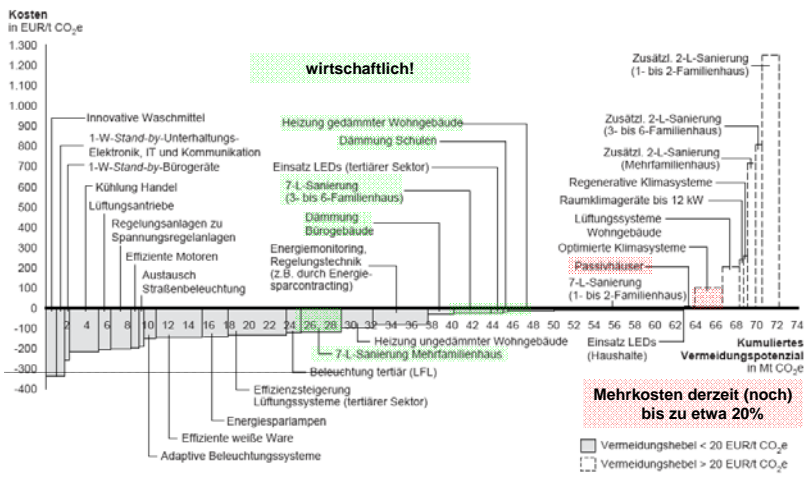 Kosten
in EUR/t CO2e
1.300
1.200
1.100
1.000
900
800
700
600
500
400
300
200
100
0
-100
-200
-300
-400
wirtschaftlich!
Innovative Waschmittel
1-W-Stand-by-Unterhaltungs-
Elektronik, IT und Kommunikation
1-W-Stand-by-Bürogeräte
Kühlung Handel
Lüftungsantriebe
Regelungsanlagen zu
Spannungsregelanlagen
Effiziente Motoren
Austausch
Straßenbeleuchtung
Heizung gedämmter Wohngebäude
Dämmung Schulen
Einsatz LEDs (tertiärer Sektor)
7-L-Sanierung
(3- bis 6-Familienhaus)
Dämmung
Bürogebäude
Energiemonitoring,
Regelungstechnik
(z.B. durch Energie-
sparcontracting)
Zusätzl. 2-L-Sanierung
(1- bis 2-Familienhaus)
Zusätzl. 2-L-Sanierung
(3- bis 6-Familienhaus)
Zusätzl. 2-L-Sanierung
(Mehrfamilienhaus)
Regenerative Klimasysteme
Raumklimageräte bis 12 kW
Lüftungssysteme
Wohngebäude
Optimierte Klimasysteme
Passivhäuser
7-L-Sanierung
(1- bis 2-Familienhaus)
2 4 6 8 10 12 14 16 18 20 22 24 26 28 30 32 34 36 38 40 42 44 46 48 50 52 54 56 58 60 62 64 66 68 70 72 74
Heizung ungedämmter Wohngebäude
7-L-Sanierung Mehrfamilienhaus
Beleuchtung tertiär (LFL)
Effizienzsteigerung
Lüftungssysteme (tertiärer Sektor)
Energiesparlampen
Effiziente weiße Ware
Adaptive Beleuchtungssysteme
Einsatz LEDs
(Haushalte)
Kumuliertes
Vermeidungspotenzial
in Mt CO2e
Mehrkosten derzeit (noch)
bis zu etwa 20%
Vermeidungshebel < 20 EUR/t CO2e
Vermeidungshebel > 20 EUR/t CO2e